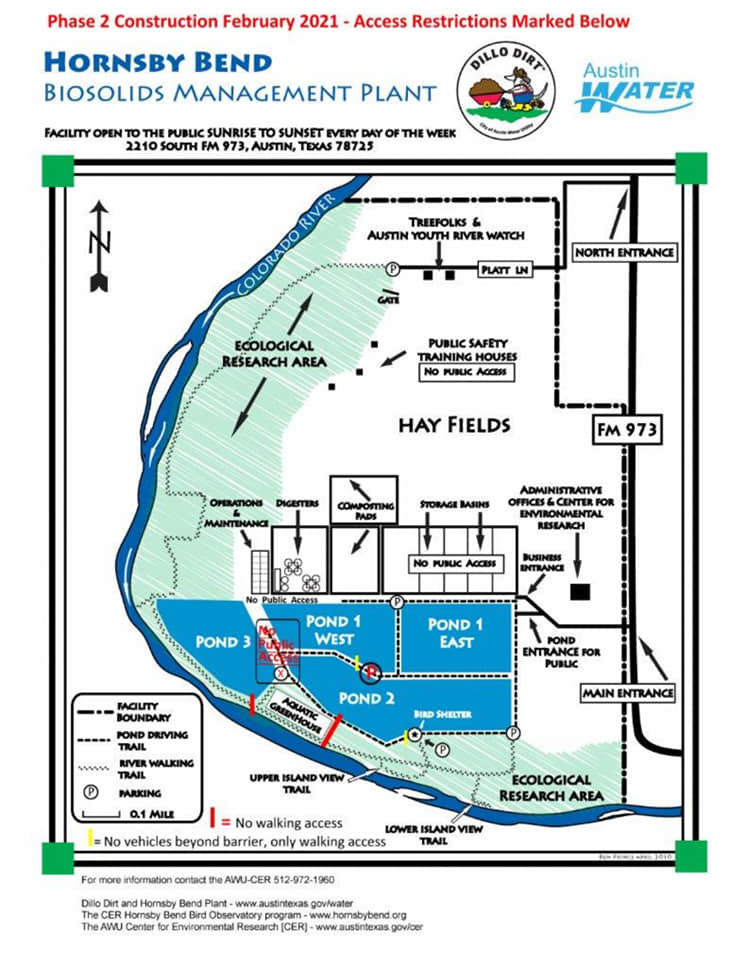 Phase 2 Construction February 2021 - Access Restrictions Marked Below
HORNSBY BEND
BIOSOLIDS MANAGEMENT PLANT
DILLO DIRT
City of Austin Water Utility
Austin
WATER
FACILITY OPEN TO THE PUBLIC SUNRISE TO SUNSET EVERY DAY OF THE WEEK
2210 SOUTH FM 973, AUSTIN, TEXAS 78725
N
COLORADO RIVER
TREEFOLKS &
AUSTIN YOUTH RIVER WATCH
NORTH ENTRANCE
P
PLATT LN
GATE
ECOLOGICAL
RESEARCH AREA
PUBLIC SAFETY
TRAINING HOUSES
NO PUBLIC ACCESS
HAY FIELDS
FM 973
OPERATIONS
&
MAINTENANCE
DIGESTERS
COMPOSTING
PADS
STORAGE BASINS
NO PUBLIC ACCESS
ADMINISTRATIVE
OFFICES & CENTER FOR
ENVIRONMENTAL
RESEARCH
BUSINESS
ENTRANCE
No Public Access
P
POND 3
No
Public
Access
X
POND 1
WEST
POND 1
EAST
P
POND
ENTRANCE FOR
PUBLIC
MAIN ENTRANCE
POND 2
AQUATIC
GREENHOUSE
BIRD SHELTER
P
P
ECOLOGICAL
RESEARCH AREA
UPPER ISLAND VIEW
TRAIL
LOWER ISLAND VIEW
TRAIL
FACILITY
BOUNDARY
POND DRIVING
TRAIL
RIVER WALKING
TRAIL
P PARKING
0.1 MILE
= No walking access
= No vehicles beyond barrier, only walking access
For more information contact the AWU-CER 512-972-1960
Dillo Dirt and Hornsby Bend Plant - www.austintexas.gov/water
The CER Hornsby Bend Bird Observatory program - www.hornsbybend.org
The AWU Center for Environmental Research [CER] - www.austintexas.gov/cer